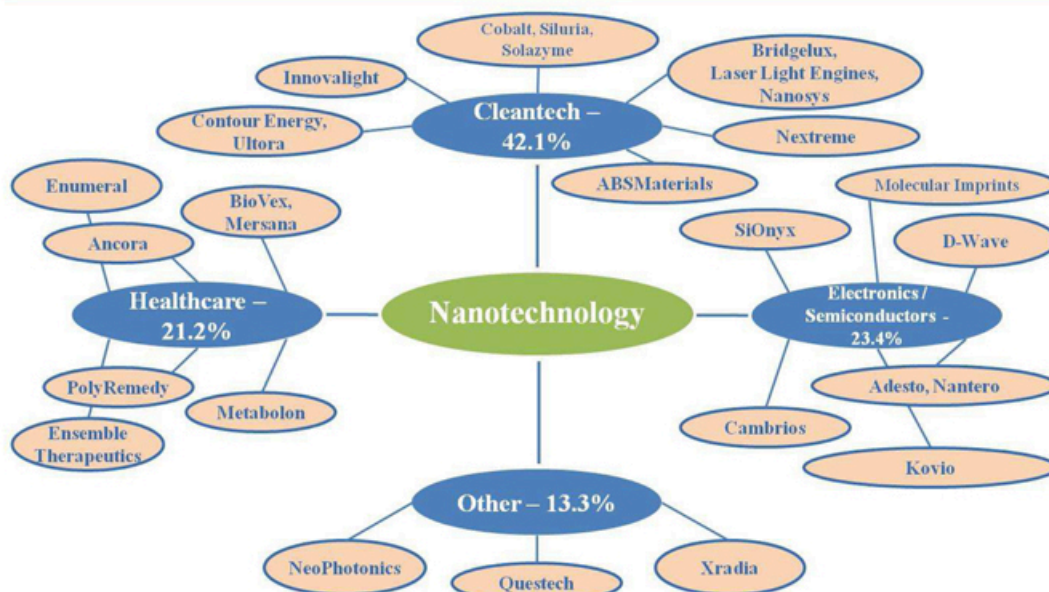 Cobalt, Siluria,
Solazyme
Innovalight
Bridgelux,
Laser Light Engines,
Nanosys
Contour Energy,
Ultora
Cleantech –
42.1%
Nextreme
ABSMaterials
Enumeral
BioVex,
Mersana
Ancora
Molecular Imprints
SiOnyx
D-Wave
Healthcare –
21.2%
Nanotechnology
Electronics /
Semiconductors -
23.4%
PolyRemedy
Metabolon
Ensemble
Therapeutics
Adesto, Nantero
Cambrios
Kovio
Other – 13.3%
NeoPhotonics
Questech
Xradia